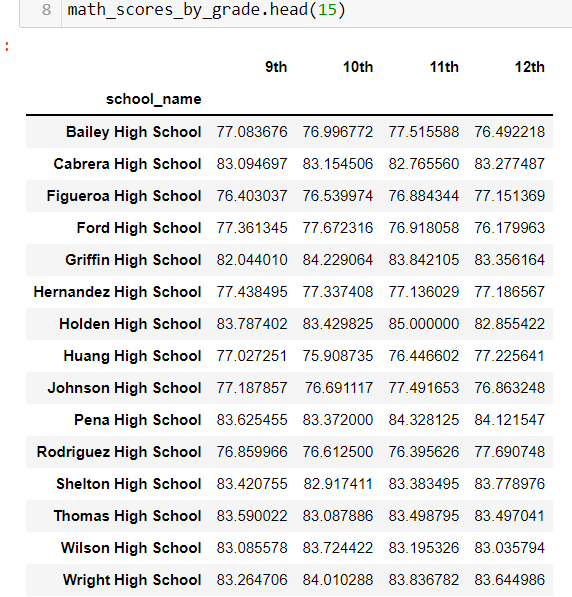 8 math_scores_by_grade.head(15)
:
9th 10th 11th 12th
school_name
Bailey High School 77.083676 76.996772 77.515588 76.492218
Cabrera High School 83.094697 83.154506 82.765560 83.277487
Figueroa High School 76.403037 76.539974 76.884344 77.151369
Ford High School 77.361345 77.672316 76.918058 76.179963
Griffin High School 82.044010 84.229064 83.842105 83.356164
Hernandez High School 77.438495 77.337408 77.136029 77.186567
Holden High School 83.787402 83.429825 85.000000 82.855422
Huang High School 77.027251 75.908735 76.446602 77.225641
Johnson High School 77.187857 76.691117 77.491653 76.863248
Pena High School 83.625455 83.372000 84.328125 84.121547
Rodriguez High School 76.859966 76.612500 76.395626 77.690748
Shelton High School 83.420755 82.917411 83.383495 83.778976
Thomas High School 83.590022 83.087886 83.498795 83.497041
Wilson High School 83.085578 83.724422 83.195326 83.035794
Wright High School 83.264706 84.010288 83.836782 83.644986